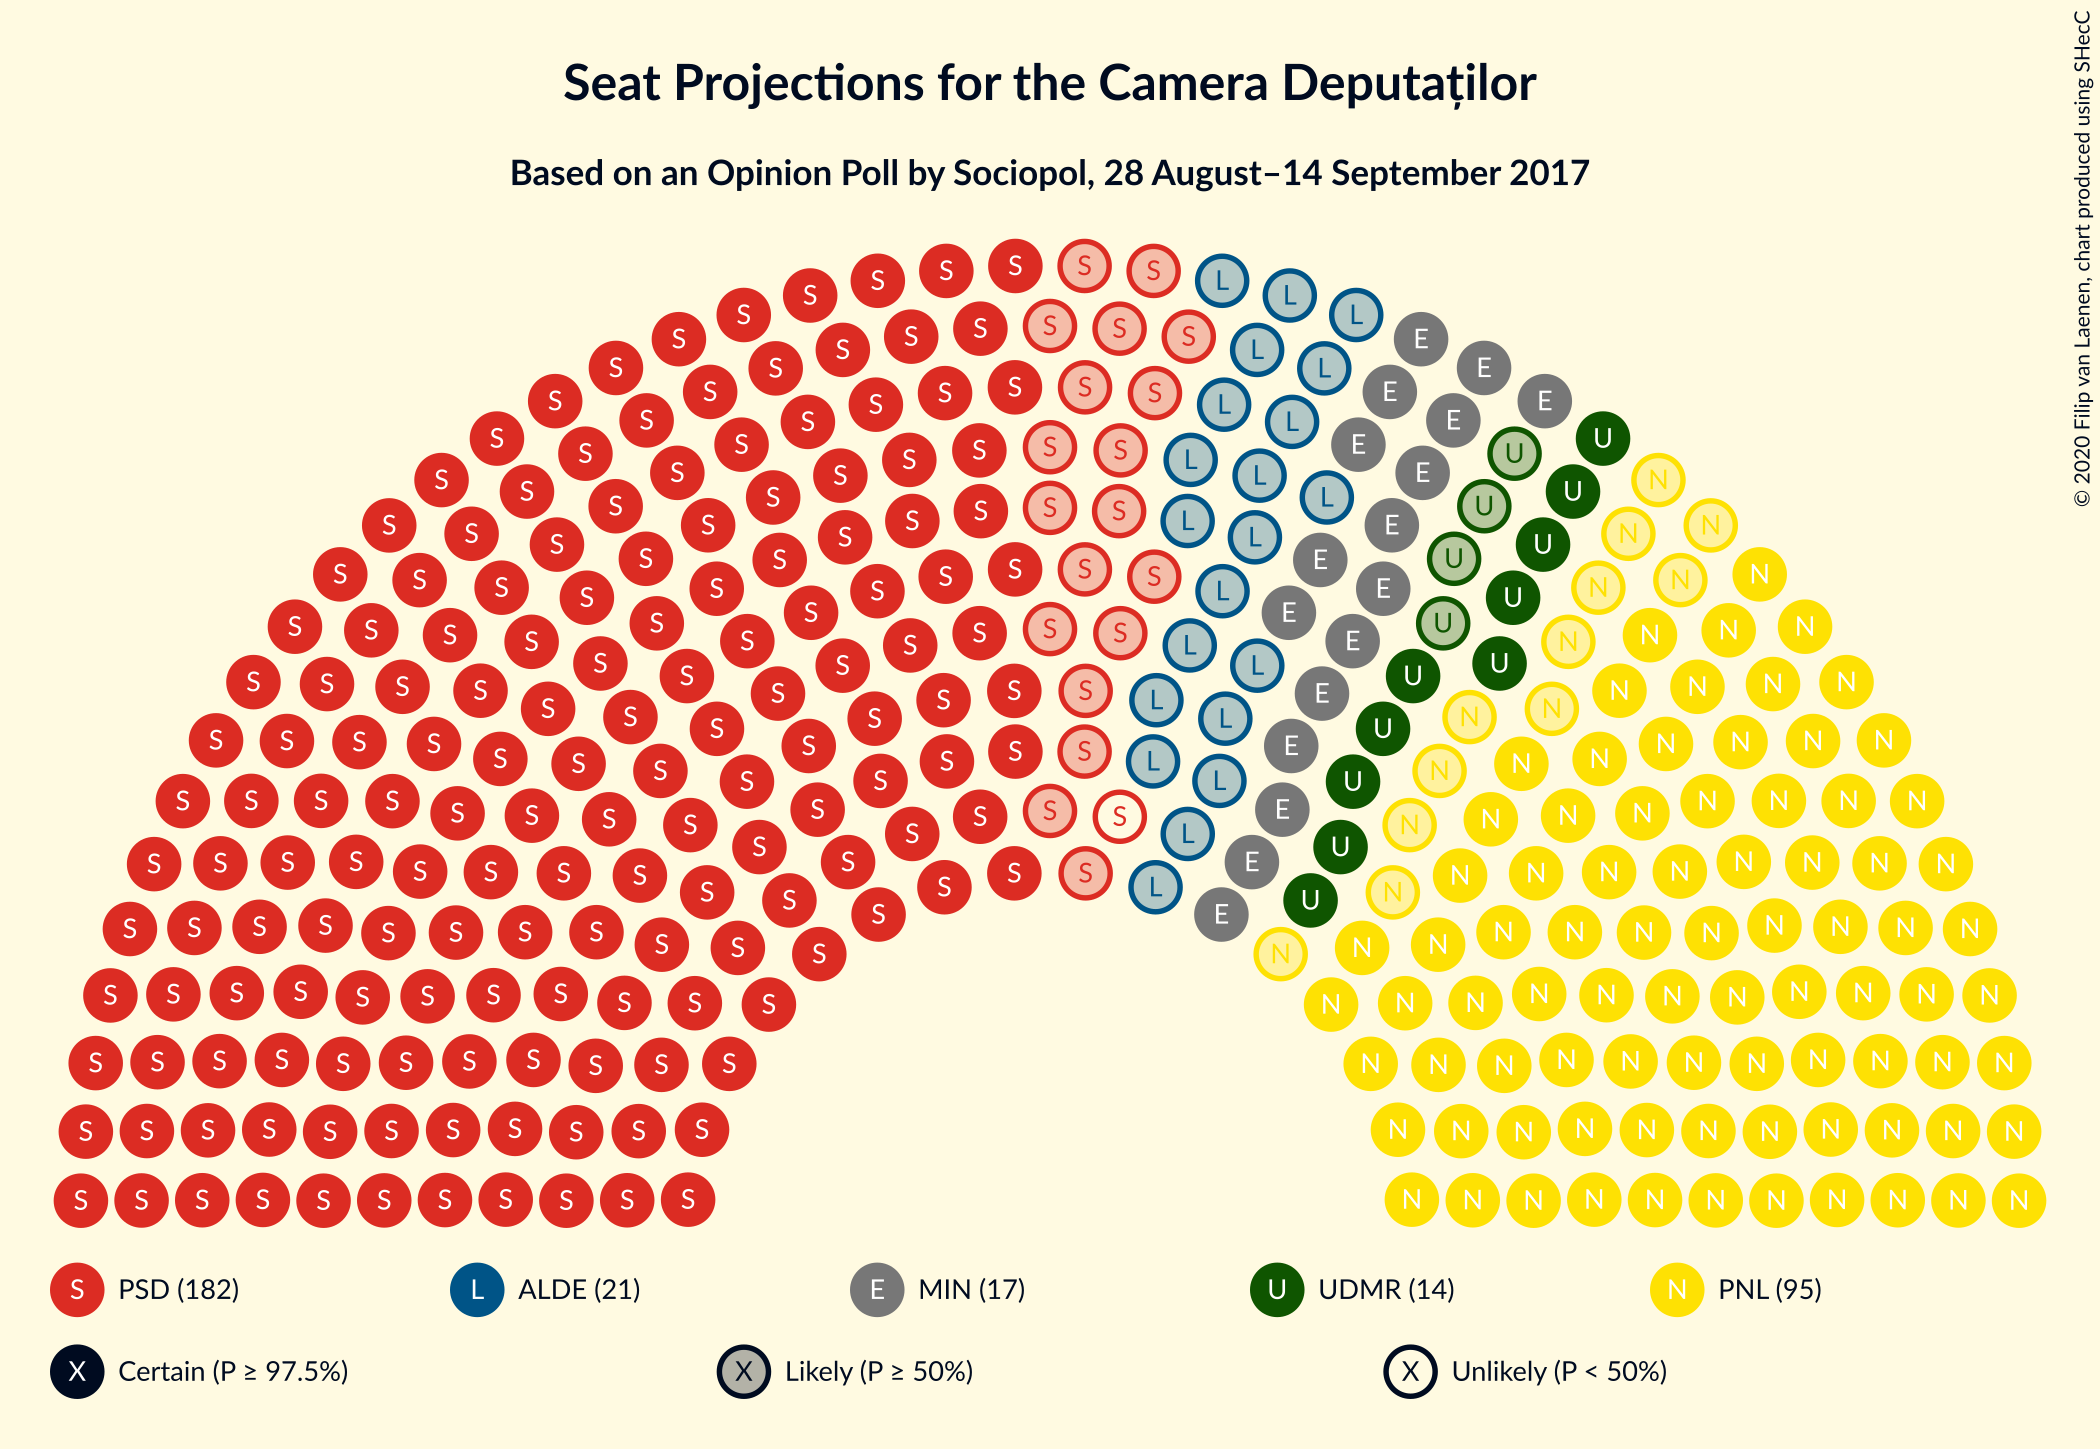 Seat Projections for the Camera Deputaților
Based on an Opinion Poll by Sociopol, 28 August–14 September 2017
© 2020 Filip van Laenen, chart produced using SHecC
S PSD (182) L ALDE (21) E MIN (17) U UDMR (14) N PNL (95)
X Certain (P ≥ 97.5%) X Likely (P ≥ 50%) X Unlikely (P < 50%)